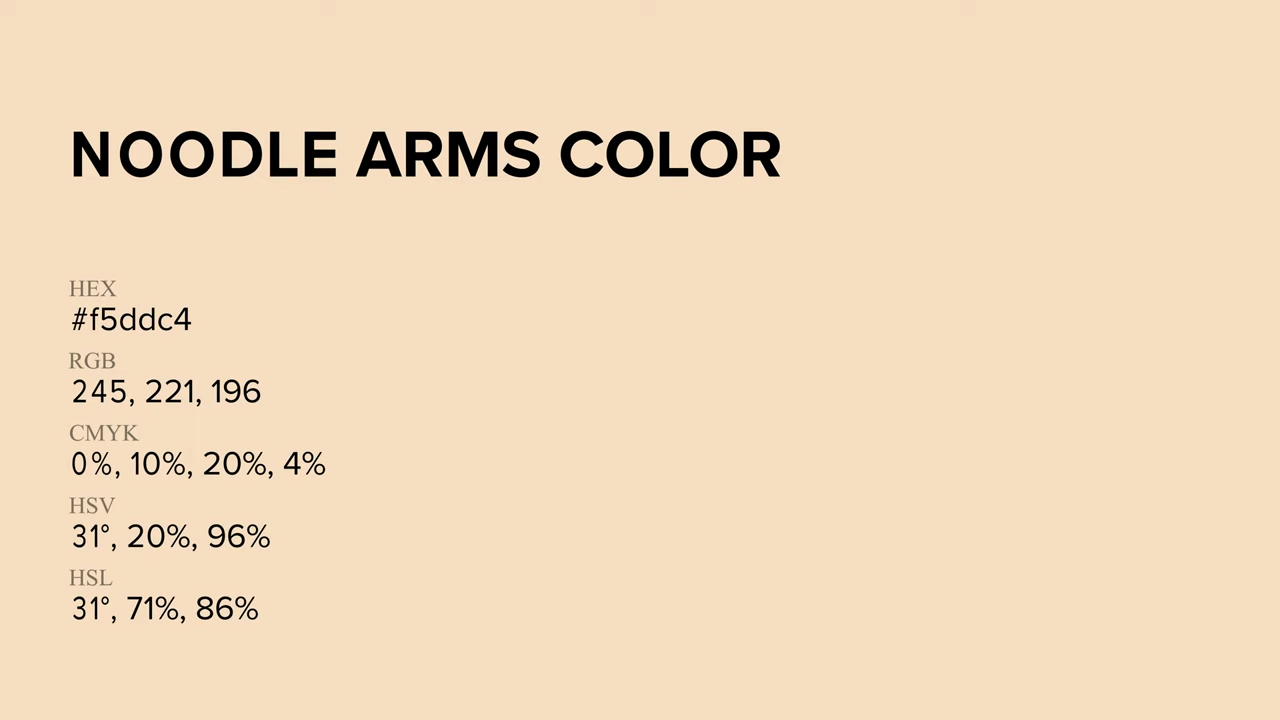 NOODLE ARMS COLOR
HEX
#f5ddc4
RGB
245, 221, 196
CMYK
0%, 10%, 20%, 4%
HSV
31°, 20%, 96%
HSL
31°, 71%, 86%